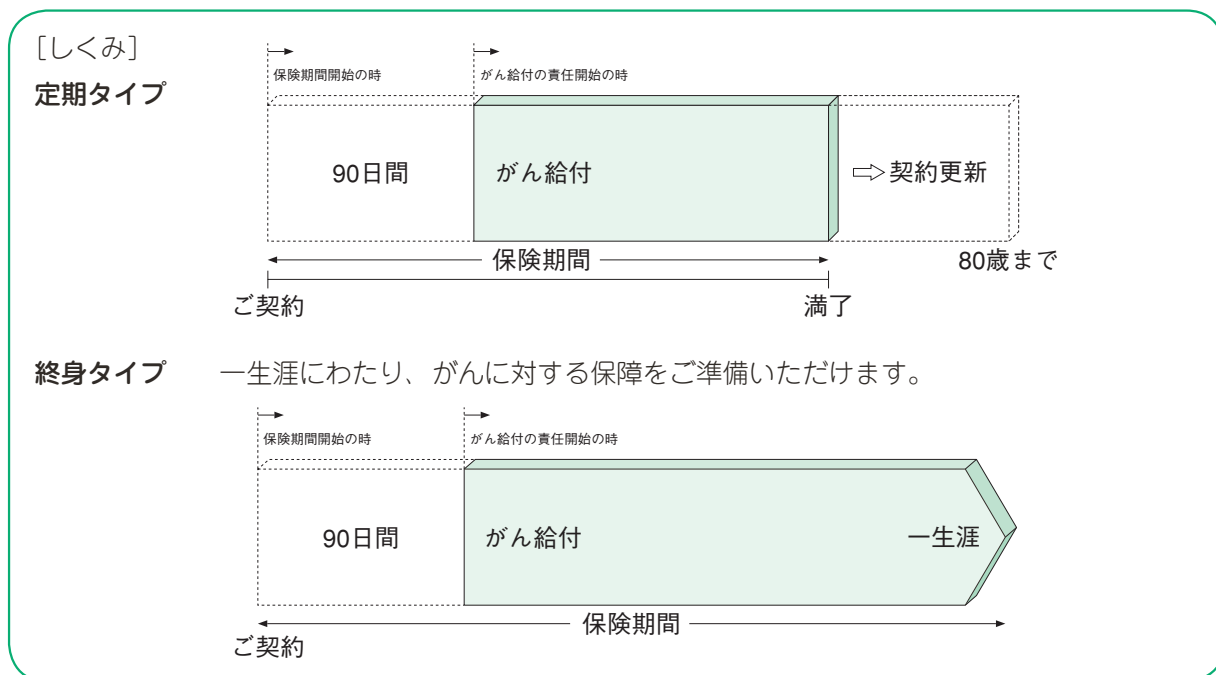 ［しくみ］
定期タイプ
保険期間開始の時
がん給付の責任開始の時
90日間
がん給付
⇨契約更新
保険期間
80歳まで
ご契約
満了
終身タイプ
一生涯にわたり、がんに対する保障をご準備いただけます。
保険期間開始の時
がん給付の責任開始の時
90日間
がん給付
一生涯
保険期間
ご契約